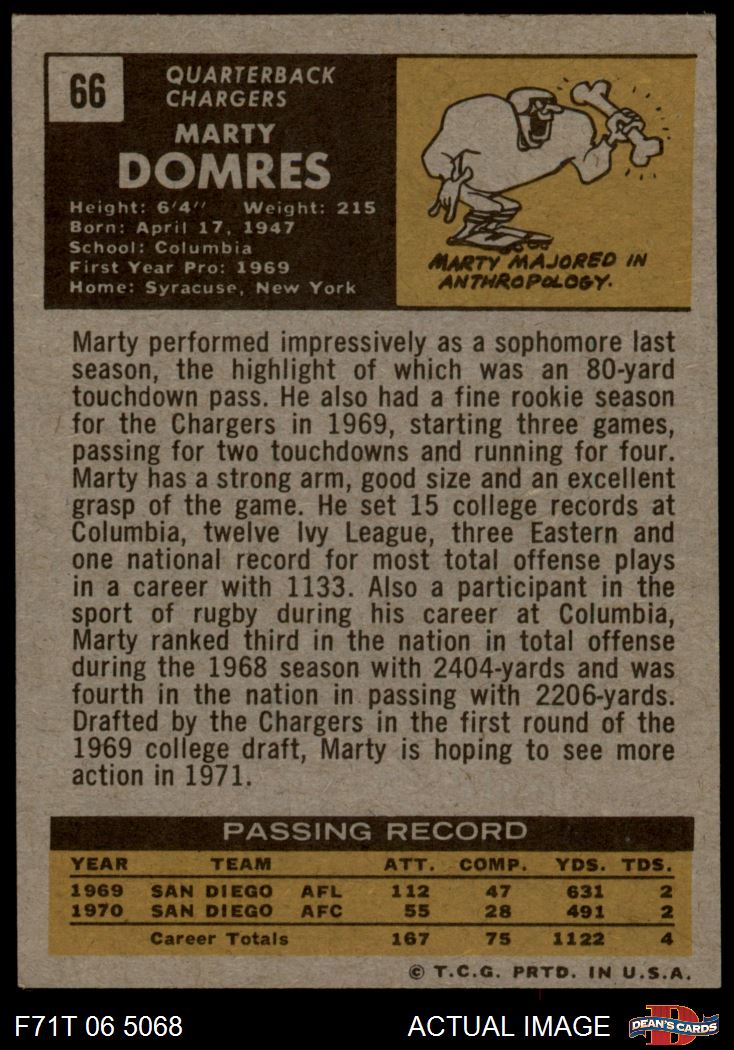 66
QUARTERBACK
CHARGERS
MARTY
DOMRES
Height: 6'4" Weight: 215
Born: April 17, 1947
School: Columbia
First Year Pro: 1969
Home: Syracuse, New York
MARTY MAJORED IN
ANTHROPOLOGY.
Marty performed impressively as a sophomore last
season, the highlight of which was an 80-yard
touchdown pass. He also had a fine rookie season
for the Chargers in 1969, starting three games,
passing for two touchdowns and running for four.
Marty has a strong arm, good size and an excellent
grasp of the game. He set 15 college records at
Columbia, twelve Ivy League, three Eastern and
one national record for most total offense plays
in a career with 1133. Also a participant in the
sport of rugby during his career at Columbia,
Marty ranked third in the nation in total offense
during the 1968 season with 2404-yards and was
fourth in the nation in passing with 2206-yards.
Drafted by the Chargers in the first round of the
1969 college draft, Marty is hoping to see more
action in 1971.
PASSING RECORD
YEAR TEAM ATT. COMP. YDS. TDS.
1969 SAN DIEGO AFL 112 47 631 2
1970 SAN DIEGO AFC 55 28 491 2
Career Totals 167 75 1122 4
© T.C.G. PRTD. IN U.S.A.
F71T 06 5068 ACTUAL IMAGE DEAN'S CARDS